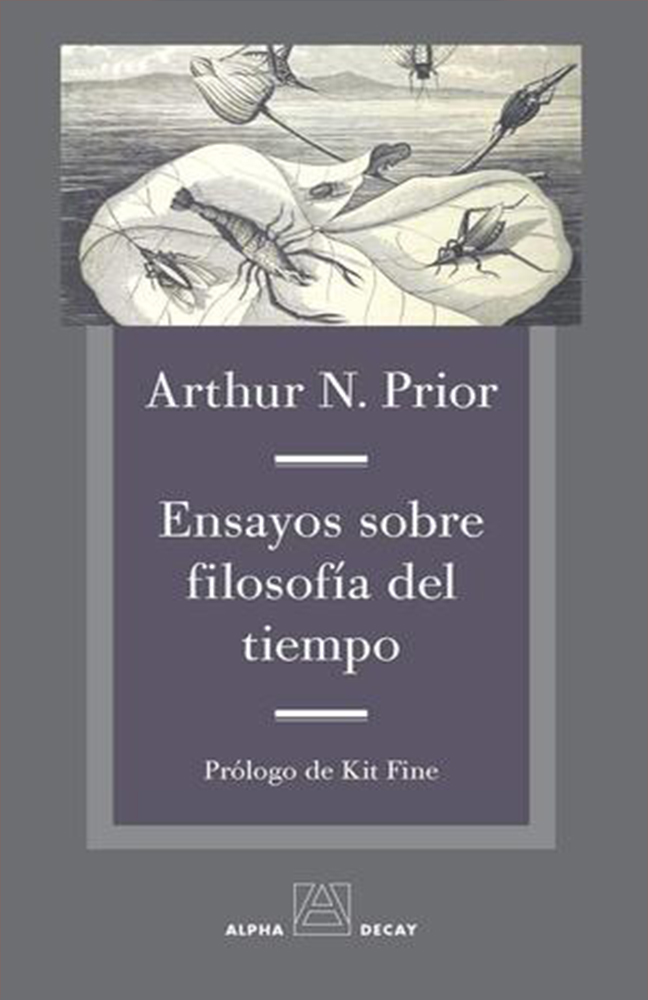 Arthur N. Prior
Ensayos sobre
filosofía del
tiempo
Prólogo de Kit Fine
ALPHA DECAY